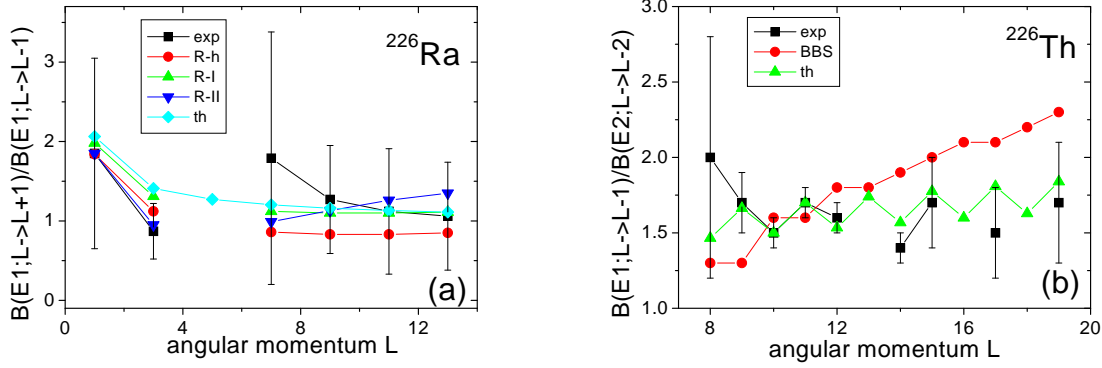 B(E1;L->L+1)/B(E1;L->L-1)
3
2
1
0
exp
R-h
R-I
R-II
th
226Ra
(a)
0 4 8 12
angular momentum L
B(E1;L->L-1)/B(E2;L->L-2)
3.0
2.5
2.0
1.5
1.0
exp
BBS
th
226Th
(b)
8 12 16 20
angular momentum L